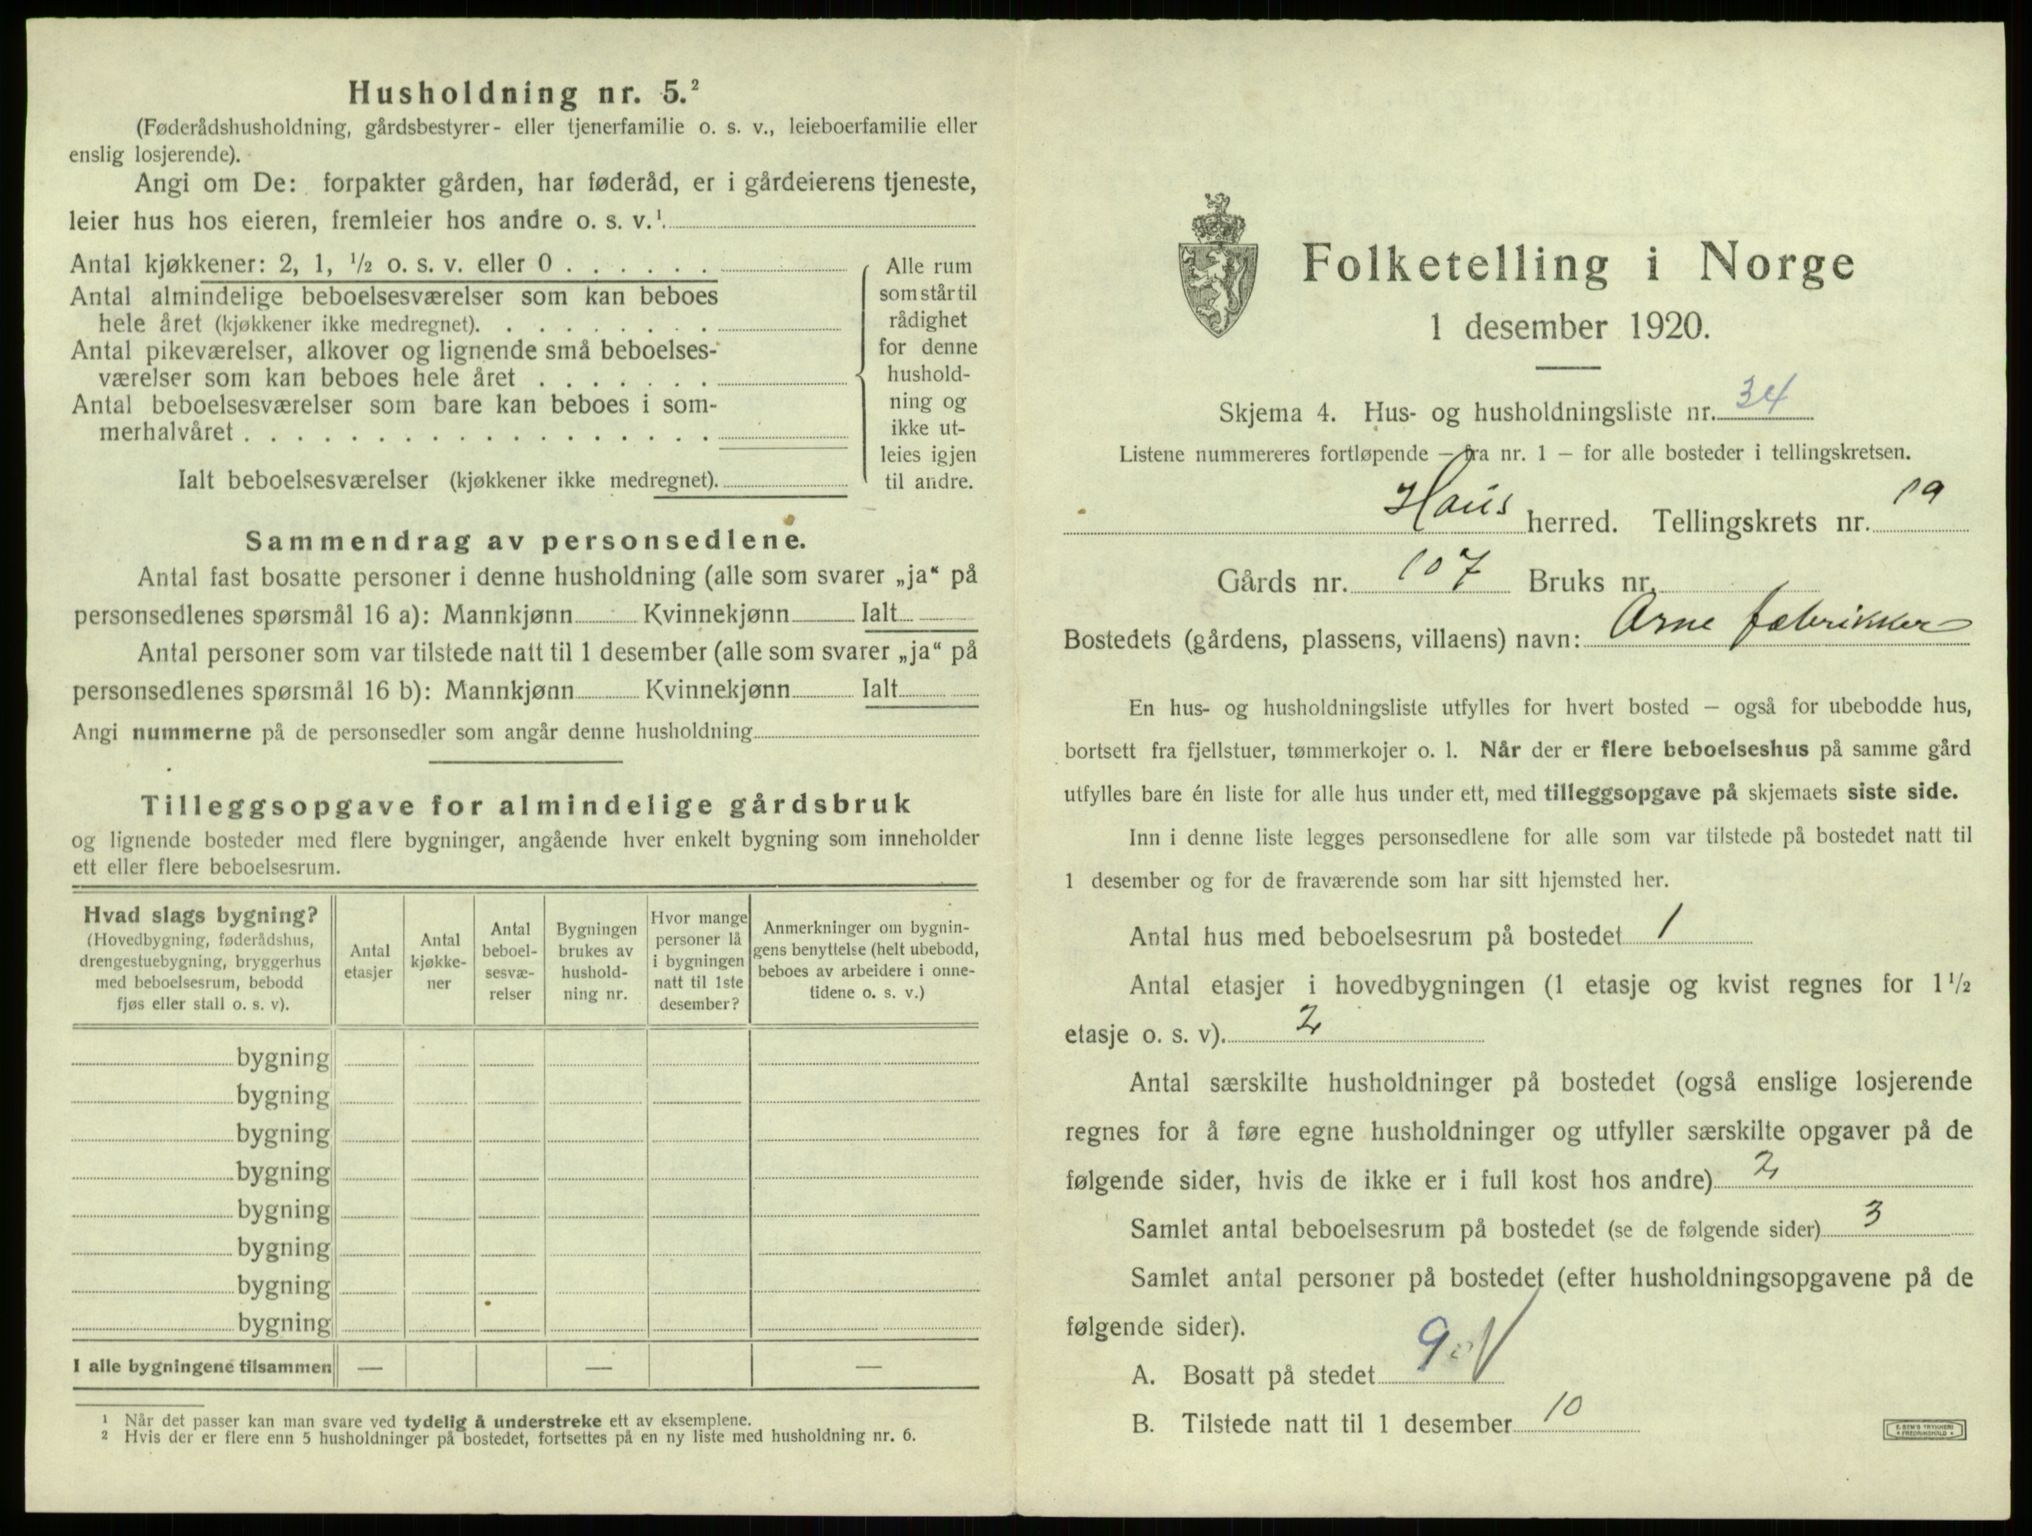 Husholdning nr. 5.²
(Føderådshusholdning, gårdsbestyrer- eller tjenerfamilie o. s. v., leieboerfamilie eller
enslig losjerende).
Angi om De: forpakter gården, har føderåd, er i gårdeierens tjeneste,
leier hus hos eieren, fremleier hos andre o. s. v.¹.
Antal kjøkkener: 2, 1, ½ o. s. v. eller 0 . . . . . .
Antal almindelige beboelsesværelser som kan beboes
hele året (kjøkkener ikke medregnet). . . . . . . . .
Antal pikeværelser, alkover og lignende små beboelses-
værelser som kan beboes hele året . . . . . . .
Antal beboelsesværelser som bare kan beboes i som-
merhalvåret . . . . . . . . . . . . . . . . . .
Ialt beboelsesværelser (kjøkkener ikke medregnet).
Alle rum
som står til
rådighet
for denne
hushold-
ning og
ikke ut-
leies igjen
til andre.
Sammendrag av personsedlene.
Antal fast bosatte personer i denne husholdning (alle som svarer „ja“ på
personsedlenes spørsmål 16 a): Mannkjønn Kvinnekjønn Ialt
Antal personer som var tilstede natt til 1 desember (alle som svarer „ja“ på
personsedlenes spørsmål 16 b): Mannkjønn Kvinnekjønn Ialt
Angi nummerne på de personsedler som angår denne husholdning
Tilleggsopgave for almindelige gårdsbruk
og lignende bosteder med flere bygninger, angående hver enkelt bygning som inneholder
ett eller flere beboelsesrum.
Hvad slags bygning?
(Hovedbygning, føderådshus,
drengestuebygning, bryggerhus
med beboelsesrum, bebodd
fjøs eller stall o. s. v).
Antal
etasjer
Antal
kjøkke-
ner
Antal
beboel-
sesvæ-
relser
Bygningen
brukes av
hushold-
ning nr.
Hvor mange
personer lå
i bygningen
natt til 1ste
desember?
Anmerkninger om bygnin-
gens benyttelse (helt ubebodd,
beboes av arbeidere i onne-
tidene o. s. v.)
bygning
bygning
bygning
bygning
bygning
bygning
bygning
bygning
I alle bygningene tilsammen — — —
¹ Når det passer kan man svare ved tydelig å understreke ett av eksemplene.
² Hvis der er flere enn 5 husholdninger på bostedet, fortsettes på en ny liste med husholdning nr. 6.
Folketelling i Norge
1 desember 1920.
Skjema 4. Hus- og husholdningsliste nr. 34
Listene nummereres fortløpende – fra nr. 1 – for alle bosteder i tellingskretsen.
Haus herred. Tellingskrets nr. 19
Gårds nr. 107 Bruks nr.
Bostedets (gårdens, plassens, villaens) navn: Arne fabrikker
En hus- og husholdningsliste utfylles for hvert bosted – også for ubebodde hus,
bortsett fra fjellstuer, tømmerkojer o. l. Når der er flere beboelseshus på samme gård
utfylles bare én liste for alle hus under ett, med tilleggsopgave på skjemaets siste side.
Inn i denne liste legges personsedlene for alle som var tilstede på bostedet natt til
1 desember og for de fraværende som har sitt hjemsted her.
Antal hus med beboelsesrum på bostedet 1
Antal etasjer i hovedbygningen (1 etasje og kvist regnes for 1½
etasje o. s. v). 2
Antal særskilte husholdninger på bostedet (også enslige losjerende
regnes for å føre egne husholdninger og utfyller særskilte opgaver på de
følgende sider, hvis de ikke er i full kost hos andre) 2
Samlet antal beboelsesrum på bostedet (se de følgende sider) 3
Samlet antal personer på bostedet (efter husholdningsopgavene på de
følgende sider).
A. Bosatt på stedet 9
B. Tilstede natt til 1 desember 10
E. SEM'S TRYKKERI
FREDRIKSHALD